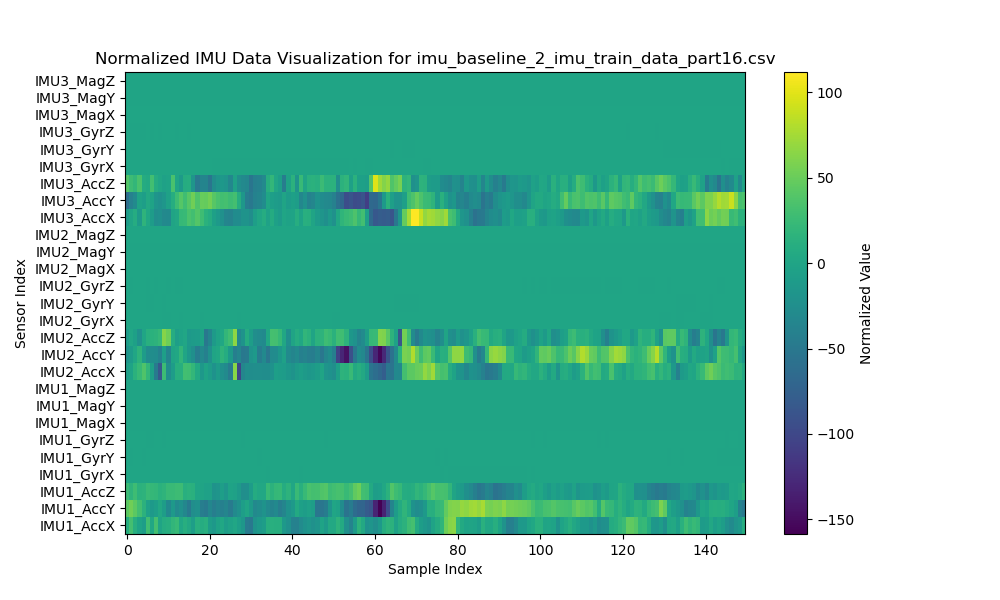 Normalized IMU Data Visualization for imu_baseline_2_imu_train_data_part16.csv
IMU3_MagZ
IMU3_MagY
IMU3_MagX
IMU3_GyrZ
IMU3_GyrY
IMU3_GyrX
IMU3_AccZ
IMU3_AccY
IMU3_AccX
IMU2_MagZ
IMU2_MagY
IMU2_MagX
IMU2_GyrZ
IMU2_GyrY
IMU2_GyrX
IMU2_AccZ
IMU2_AccY
IMU2_AccX
IMU1_MagZ
IMU1_MagY
IMU1_MagX
IMU1_GyrZ
IMU1_GyrY
IMU1_GyrX
IMU1_AccZ
IMU1_AccY
IMU1_AccX
Sensor Index
0 20 40 60 80 100 120 140
Sample Index
100
50
0
−50
−100
−150
Normalized Value